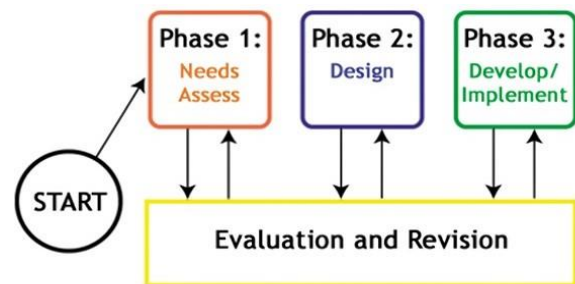 Phase 1:
Needs
Assess
Phase 2:
Design
Phase 3:
Develop/
Implement
START
Evaluation and Revision